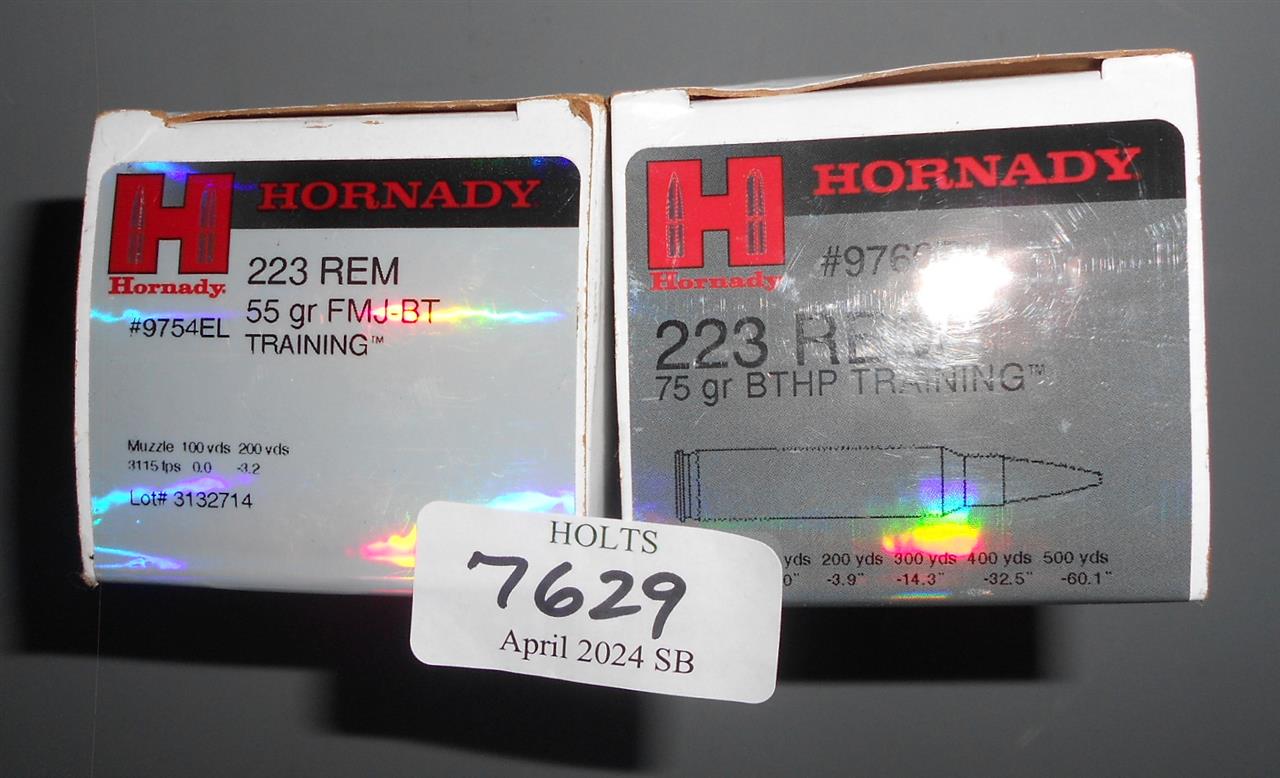 HORNADY
Hornady.
223 REM
#9754EL
55 gr FMJ-BT
TRAINING™
Muzzle 100 yds 200 yds
3115 fps 0.0 -3.2
Lot# 3132714
HORNADY
Hornady
223 REM
75 gr BTHP TRAINING™
yds 200 yds 300 yds 400 yds 500 yds
0" -3.9" -14.3" -32.5" -60.1"
HOLTS
7629
April 2024 SB